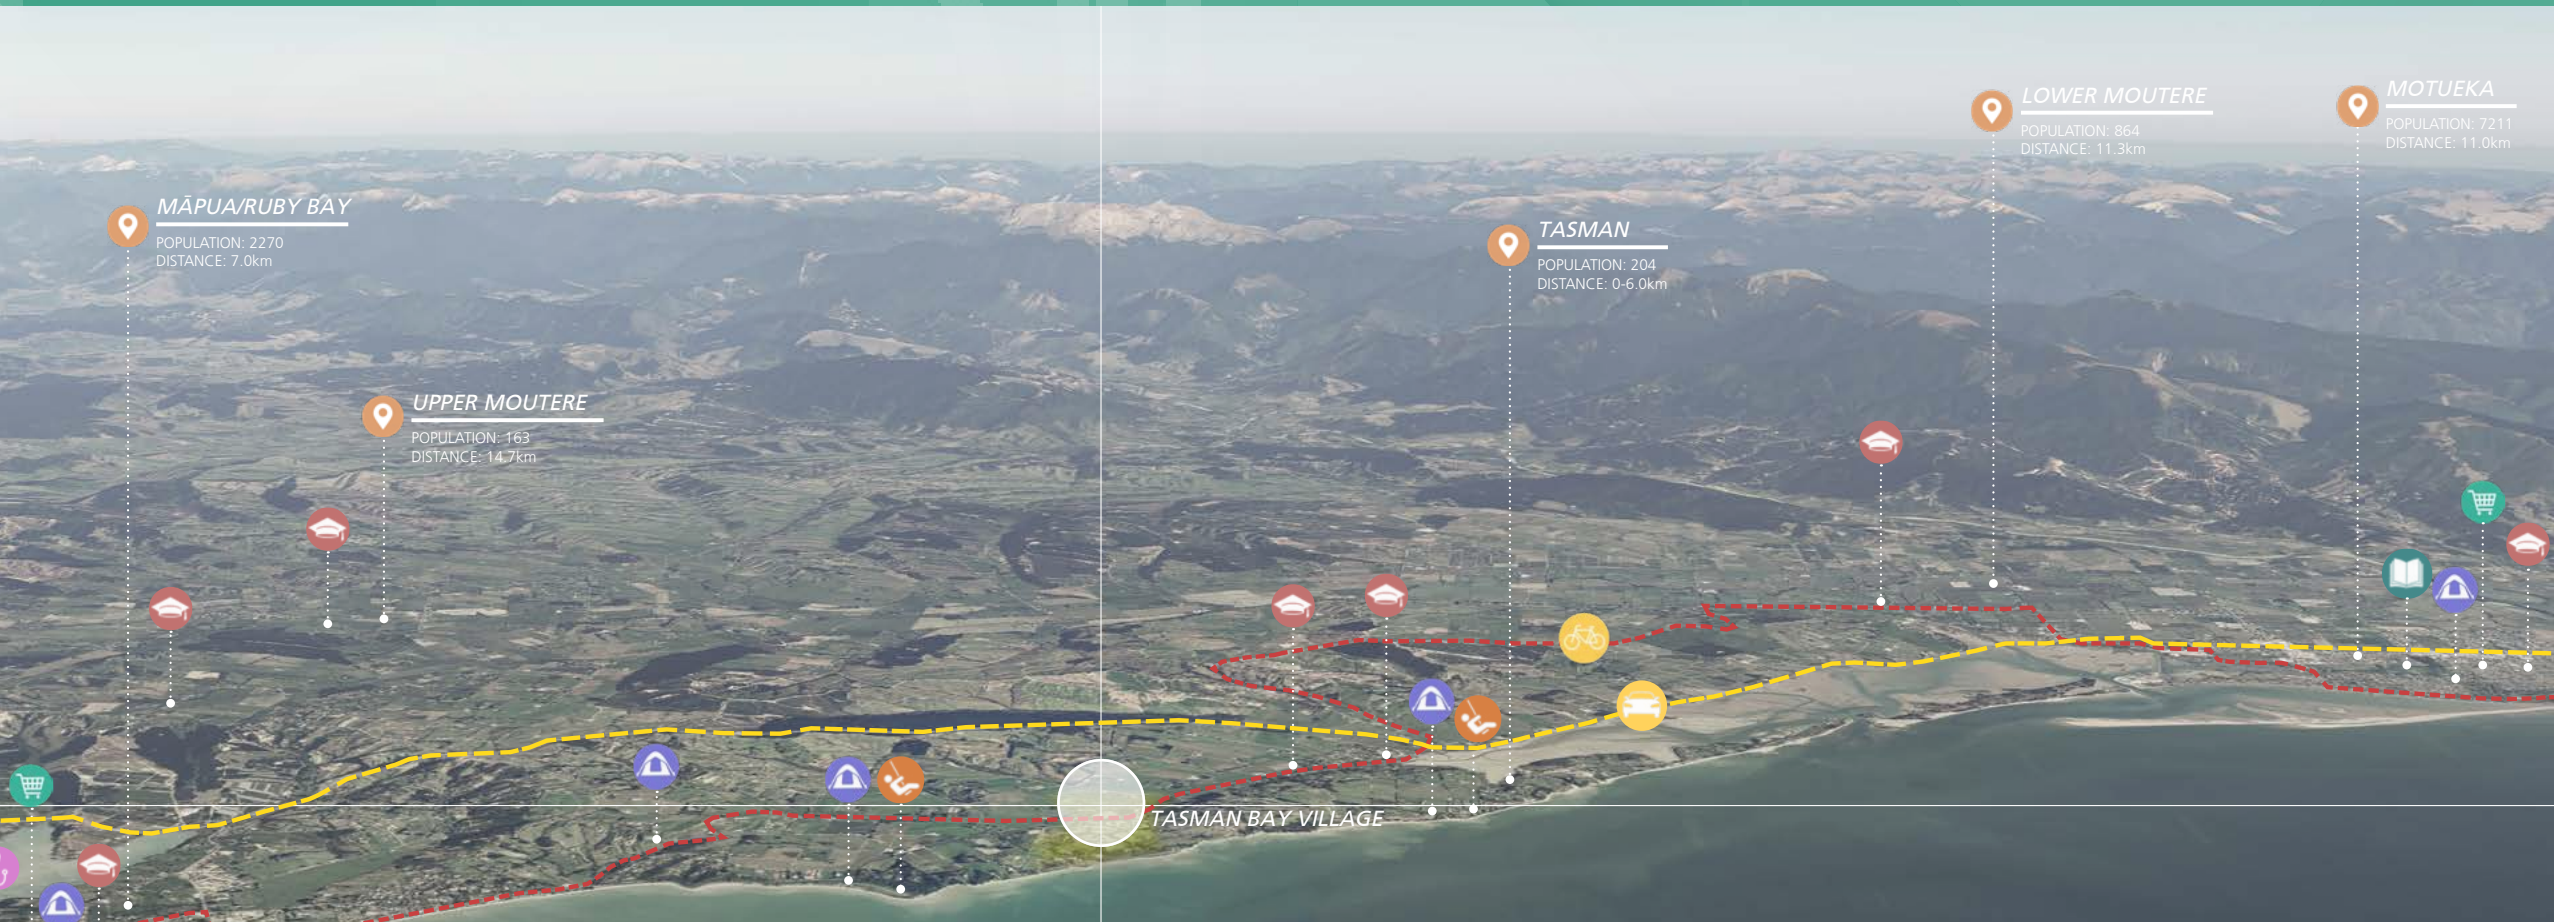 MĀPUA/RUBY BAY
POPULATION: 2270
DISTANCE: 7.0km
UPPER MOUTERE
POPULATION: 163
DISTANCE: 14.7km
TASMAN
POPULATION: 204
DISTANCE: 0-6.0km
LOWER MOUTERE
POPULATION: 864
DISTANCE: 11.3km
MOTUEKA
POPULATION: 7211
DISTANCE: 11.0km
TASMAN BAY VILLAGE